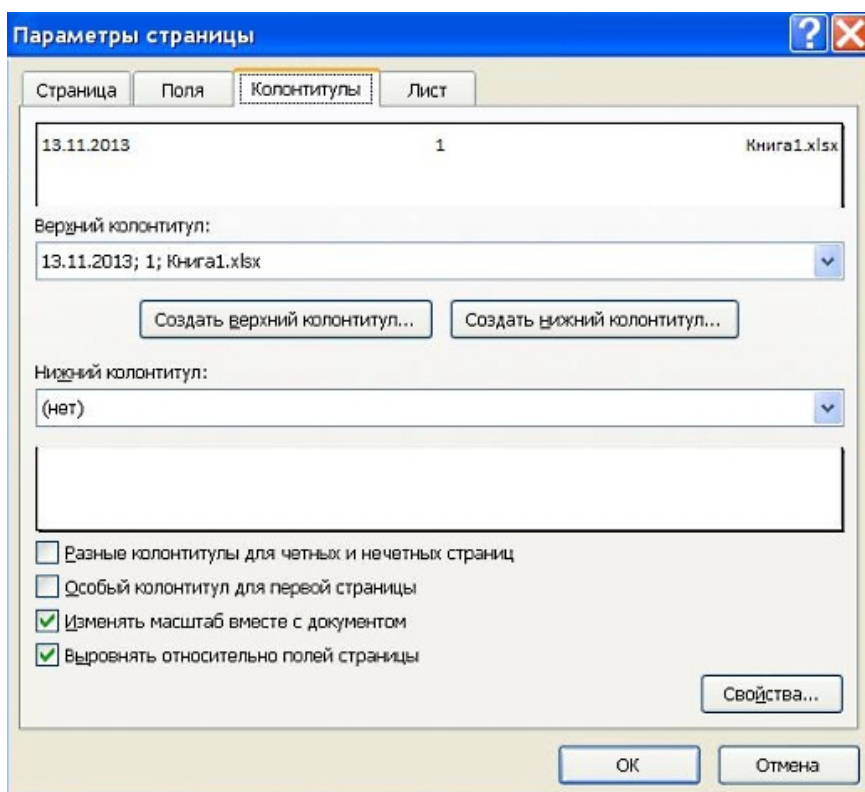 Параметры страницы
Страница Поля Колонтитулы Лист
13.11.2013 1 Книга1.xlsx
Верхний колонтитул:
13.11.2013; 1; Книга1.xlsx
Создать верхний колонтитул... Создать нижний колонтитул...
Нижний колонтитул:
(нет)
Разные колонтитулы для четных и нечетных страниц
Особый колонтитул для первой страницы
Изменять масштаб вместе с документом
Выровнять относительно полей страницы
Свойства...
ОК Отмена